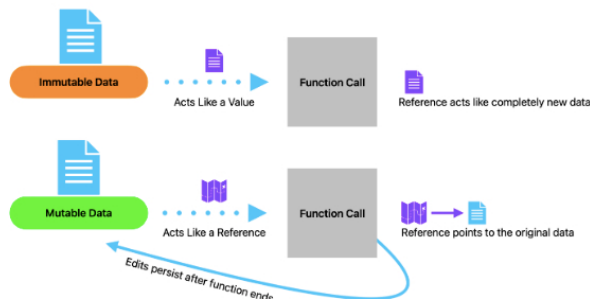 Immutable Data
Acts Like a Value
Function Call
Reference acts like completely new data
Mutable Data
Acts Like a Reference
Function Call
Reference points to the original data
Edits persist after function ends